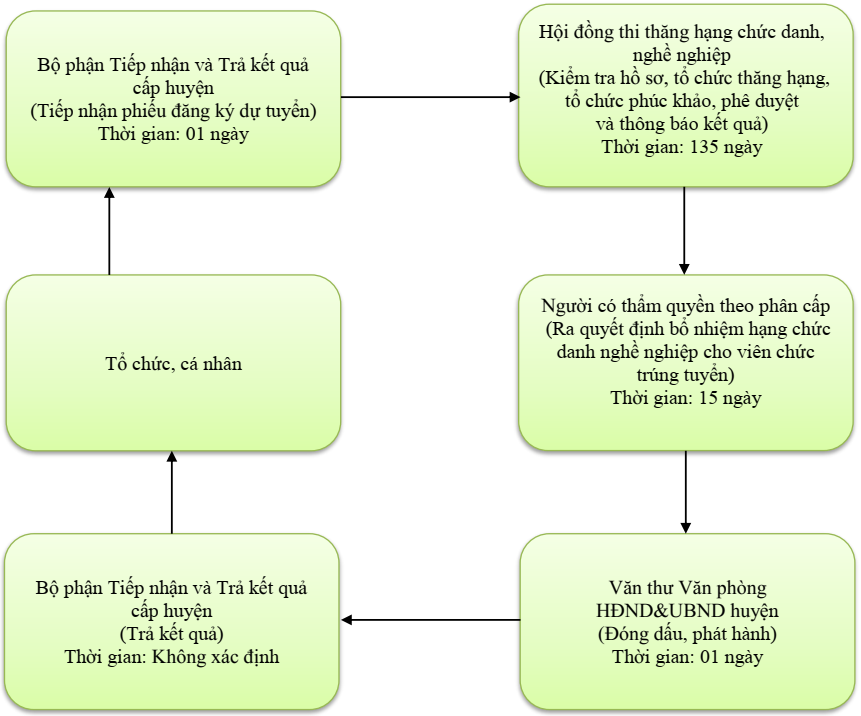 Bộ phận Tiếp nhận và Trả kết quả
cấp huyện
(Tiếp nhận phiếu đăng ký dự tuyển)
Thời gian: 01 ngày
Hội đồng thi thăng hạng chức danh,
nghề nghiệp
(Kiểm tra hồ sơ, tổ chức thăng hạng,
tổ chức phúc khảo, phê duyệt
và thông báo kết quả)
Thời gian: 135 ngày
Người có thẩm quyền theo phân cấp
(Ra quyết định bổ nhiệm hạng chức
danh nghề nghiệp cho viên chức
trúng tuyển)
Thời gian: 15 ngày
Tổ chức, cá nhân
Văn thư Văn phòng
HĐND&UBND huyện
(Đóng dấu, phát hành)
Thời gian: 01 ngày
Bộ phận Tiếp nhận và Trả kết quả
cấp huyện
(Trả kết quả)
Thời gian: Không xác định